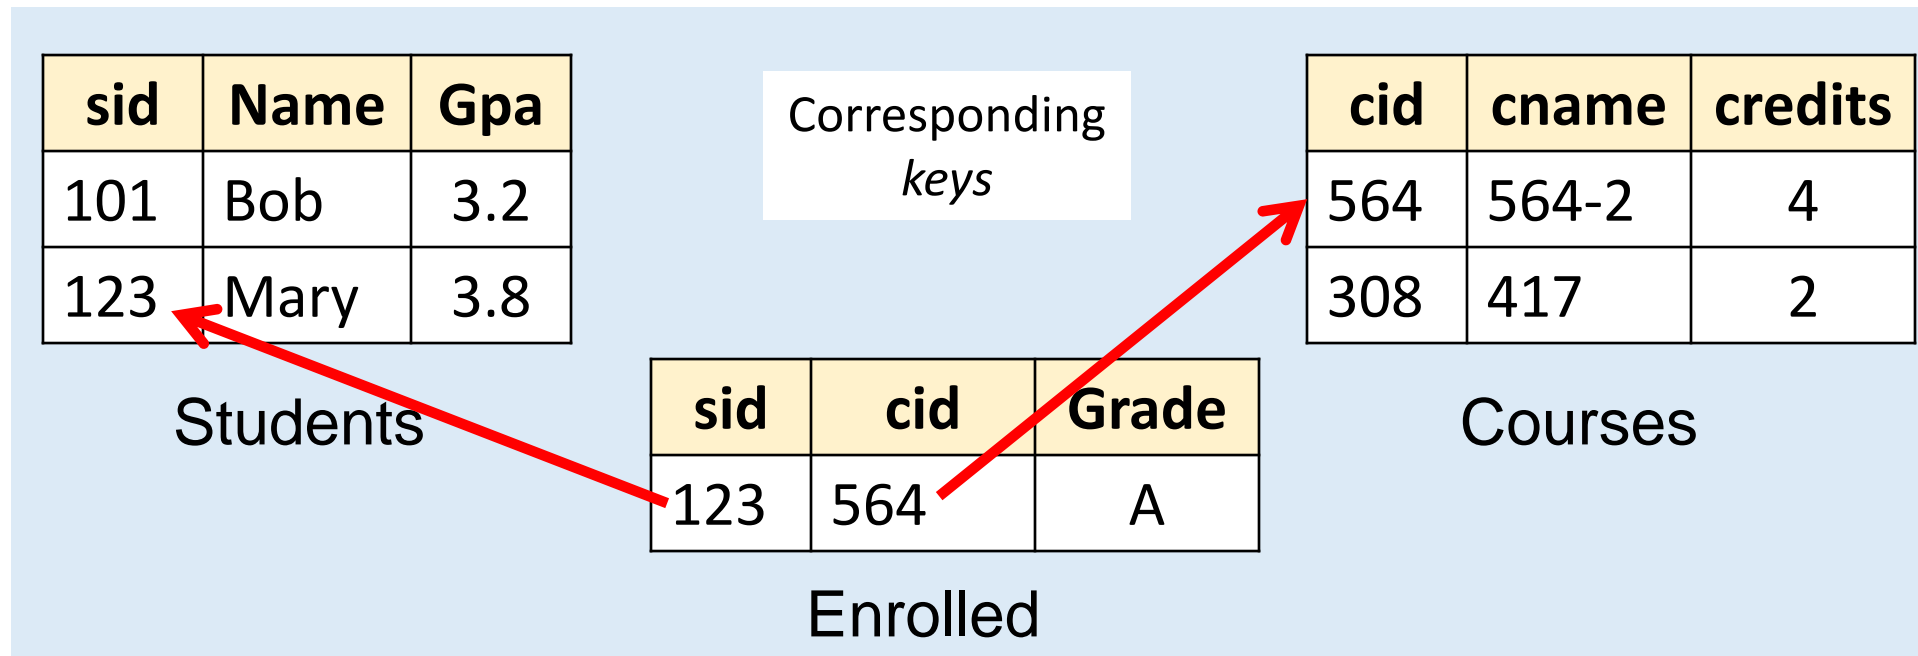 sid Name Gpa
101 Bob 3.2
123 Mary 3.8
Students
Corresponding
keys
cid cname credits
564 564-2 4
308 417 2
Courses
sid cid Grade
123 564 A
Enrolled